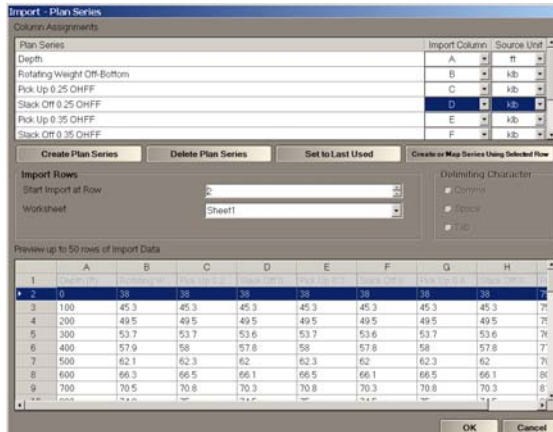 Import - Plan Series
Column Assignments
Plan Series Import Column Source Unit
Depth A ft
Rotating Weight Off-Bottom B klb
Pick Up 0.25 OHFF C klb
Slack Off 0.25 OHFF D klb
Pick Up 0.35 OHFF E klb
Slack Off 0.35 OHFF F klb
Create Plan Series Delete Plan Series Set to Last Used Create or Map Series Using Selected Row
Import Rows Delimiting Character
Start Import at Row 2 Comma
Worksheet Sheet1 Space
Tab
Preview up to 50 rows of Import Data
A B C D E F G H
1 Depth (ft)
2 0 38 38 38 38 38 38 38
3 100 45.3 45.3 45.3 45.3 45.3 45.3 45.3
4 200 49.5 49.5 49.5 49.5 49.5 49.5 49.5
5 300 53.7 53.7 53.6 53.7 53.6 53.7 53.6
6 400 57.9 58 57.8 58 57.8 58 57.8
7 500 62.1 62.3 62 62.3 62 62.3 62
8 600 66.3 66.5 66.1 66.5 66.1 66.5 66.1
9 700 70.5 70.8 70.3 70.8 70.3 70.8 70.3
OK Cancel